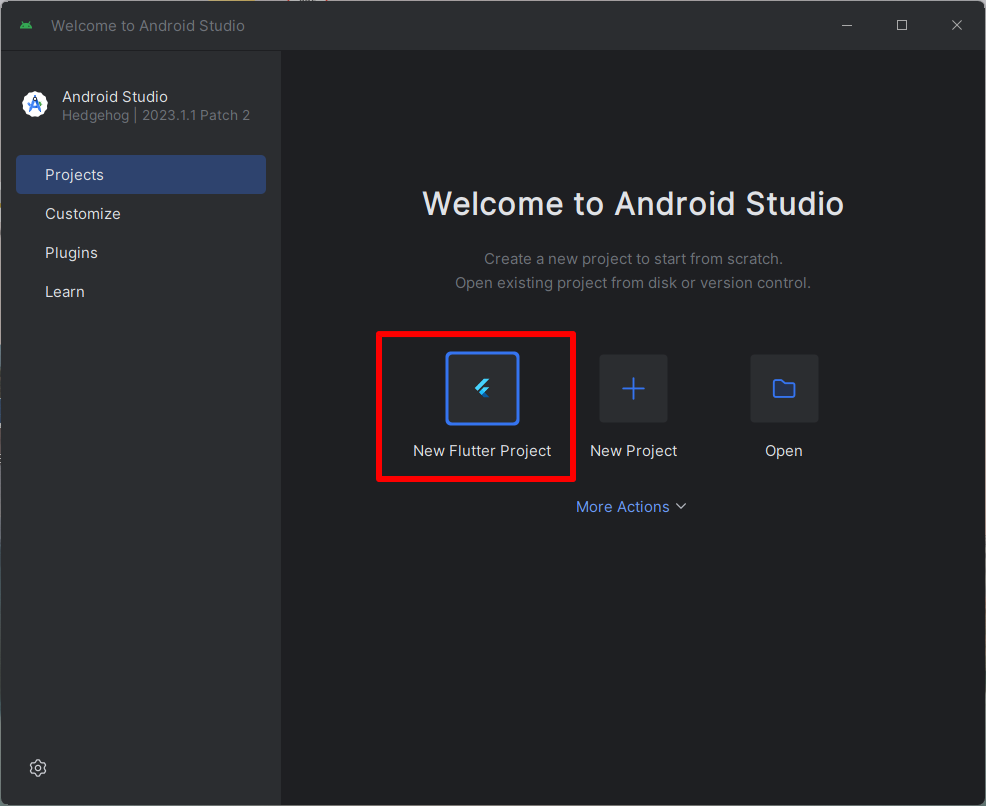 Welcome to Android Studio
Android Studio
Hedgehog | 2023.1.1 Patch 2
Projects
Customize
Plugins
Learn
Welcome to Android Studio
Create a new project to start from scratch.
Open existing project from disk or version control.
New Flutter Project
New Project
Open
More Actions